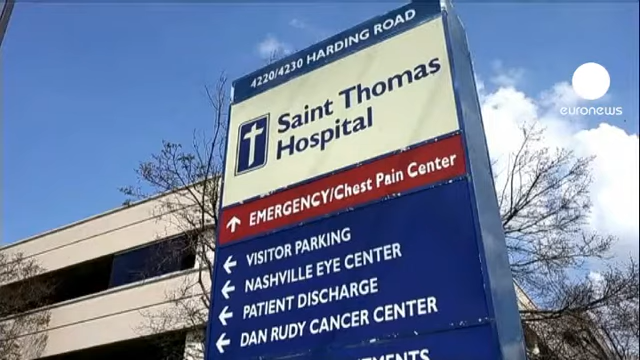 4220/4230 HARDING ROAD
euronews
Saint Thomas
Hospital
EMERGENCY/Chest Pain Center
VISITOR PARKING
NASHVILLE EYE CENTER
PATIENT DISCHARGE
DAN RUDY CANCER CENTER